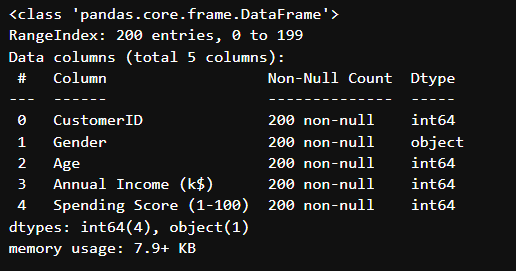 <class 'pandas.core.frame.DataFrame'>
RangeIndex: 200 entries, 0 to 199
Data columns (total 5 columns):
 #   Column                  Non-Null Count  Dtype
---  ------                  --------------  -----
 0   CustomerID              200 non-null    int64
 1   Gender                  200 non-null    object
 2   Age                     200 non-null    int64
 3   Annual Income (k$)      200 non-null    int64
 4   Spending Score (1-100)  200 non-null    int64
dtypes: int64(4), object(1)
memory usage: 7.9+ KB